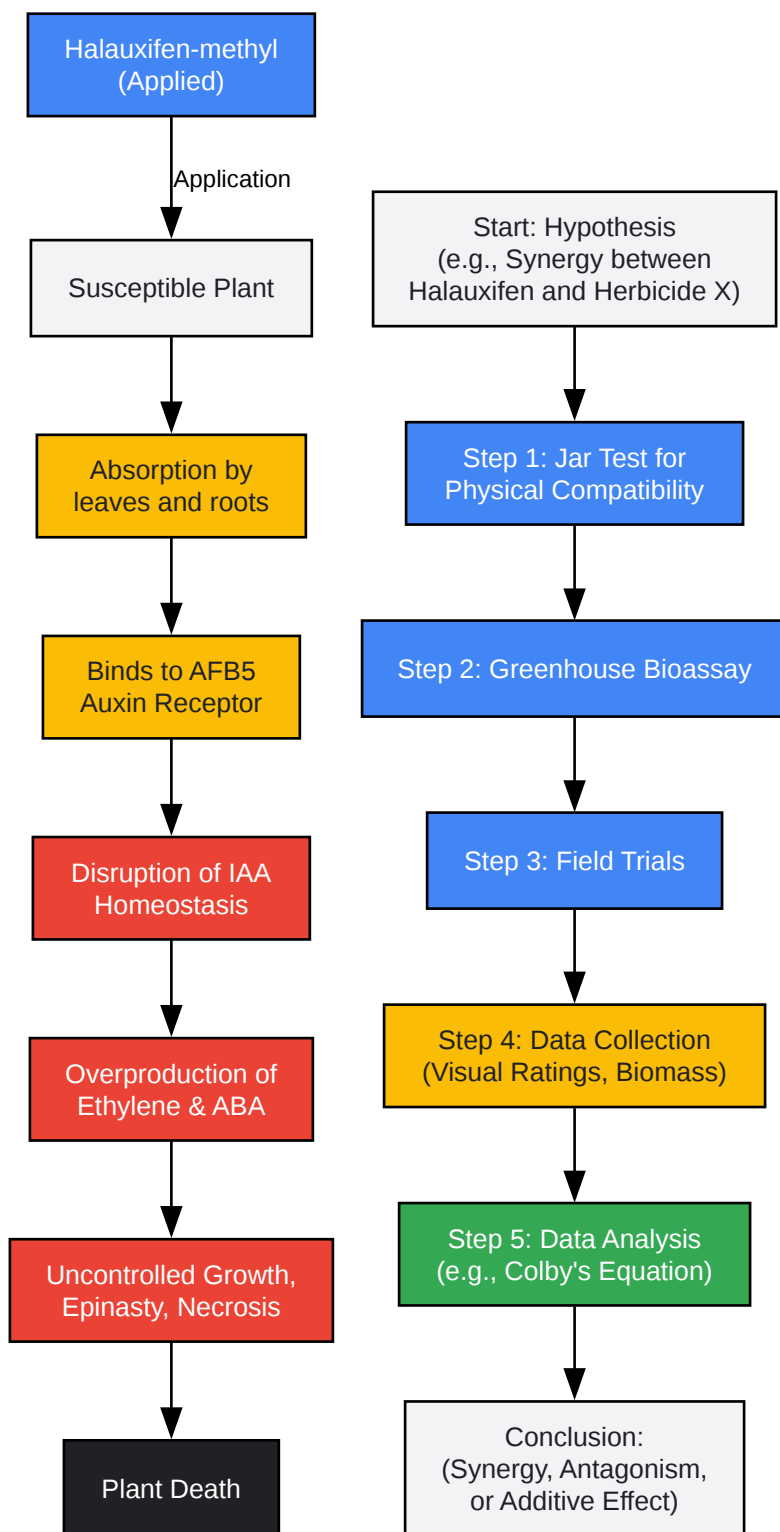 Halauxifen-methyl
(Applied)
Application
Susceptible Plant
Absorption by
leaves and roots
Binds to AFB5
Auxin Receptor
Disruption of IAA
Homeostasis
Overproduction of
Ethylene & ABA
Uncontrolled Growth,
Epinasty, Necrosis
Plant Death
Start: Hypothesis
(e.g., Synergy between
Halauxifen and Herbicide X)
Step 1: Jar Test for
Physical Compatibility
Step 2: Greenhouse Bioassay
Step 3: Field Trials
Step 4: Data Collection
(Visual Ratings, Biomass)
Step 5: Data Analysis
(e.g., Colby's Equation)
Conclusion:
(Synergy, Antagonism,
or Additive Effect)